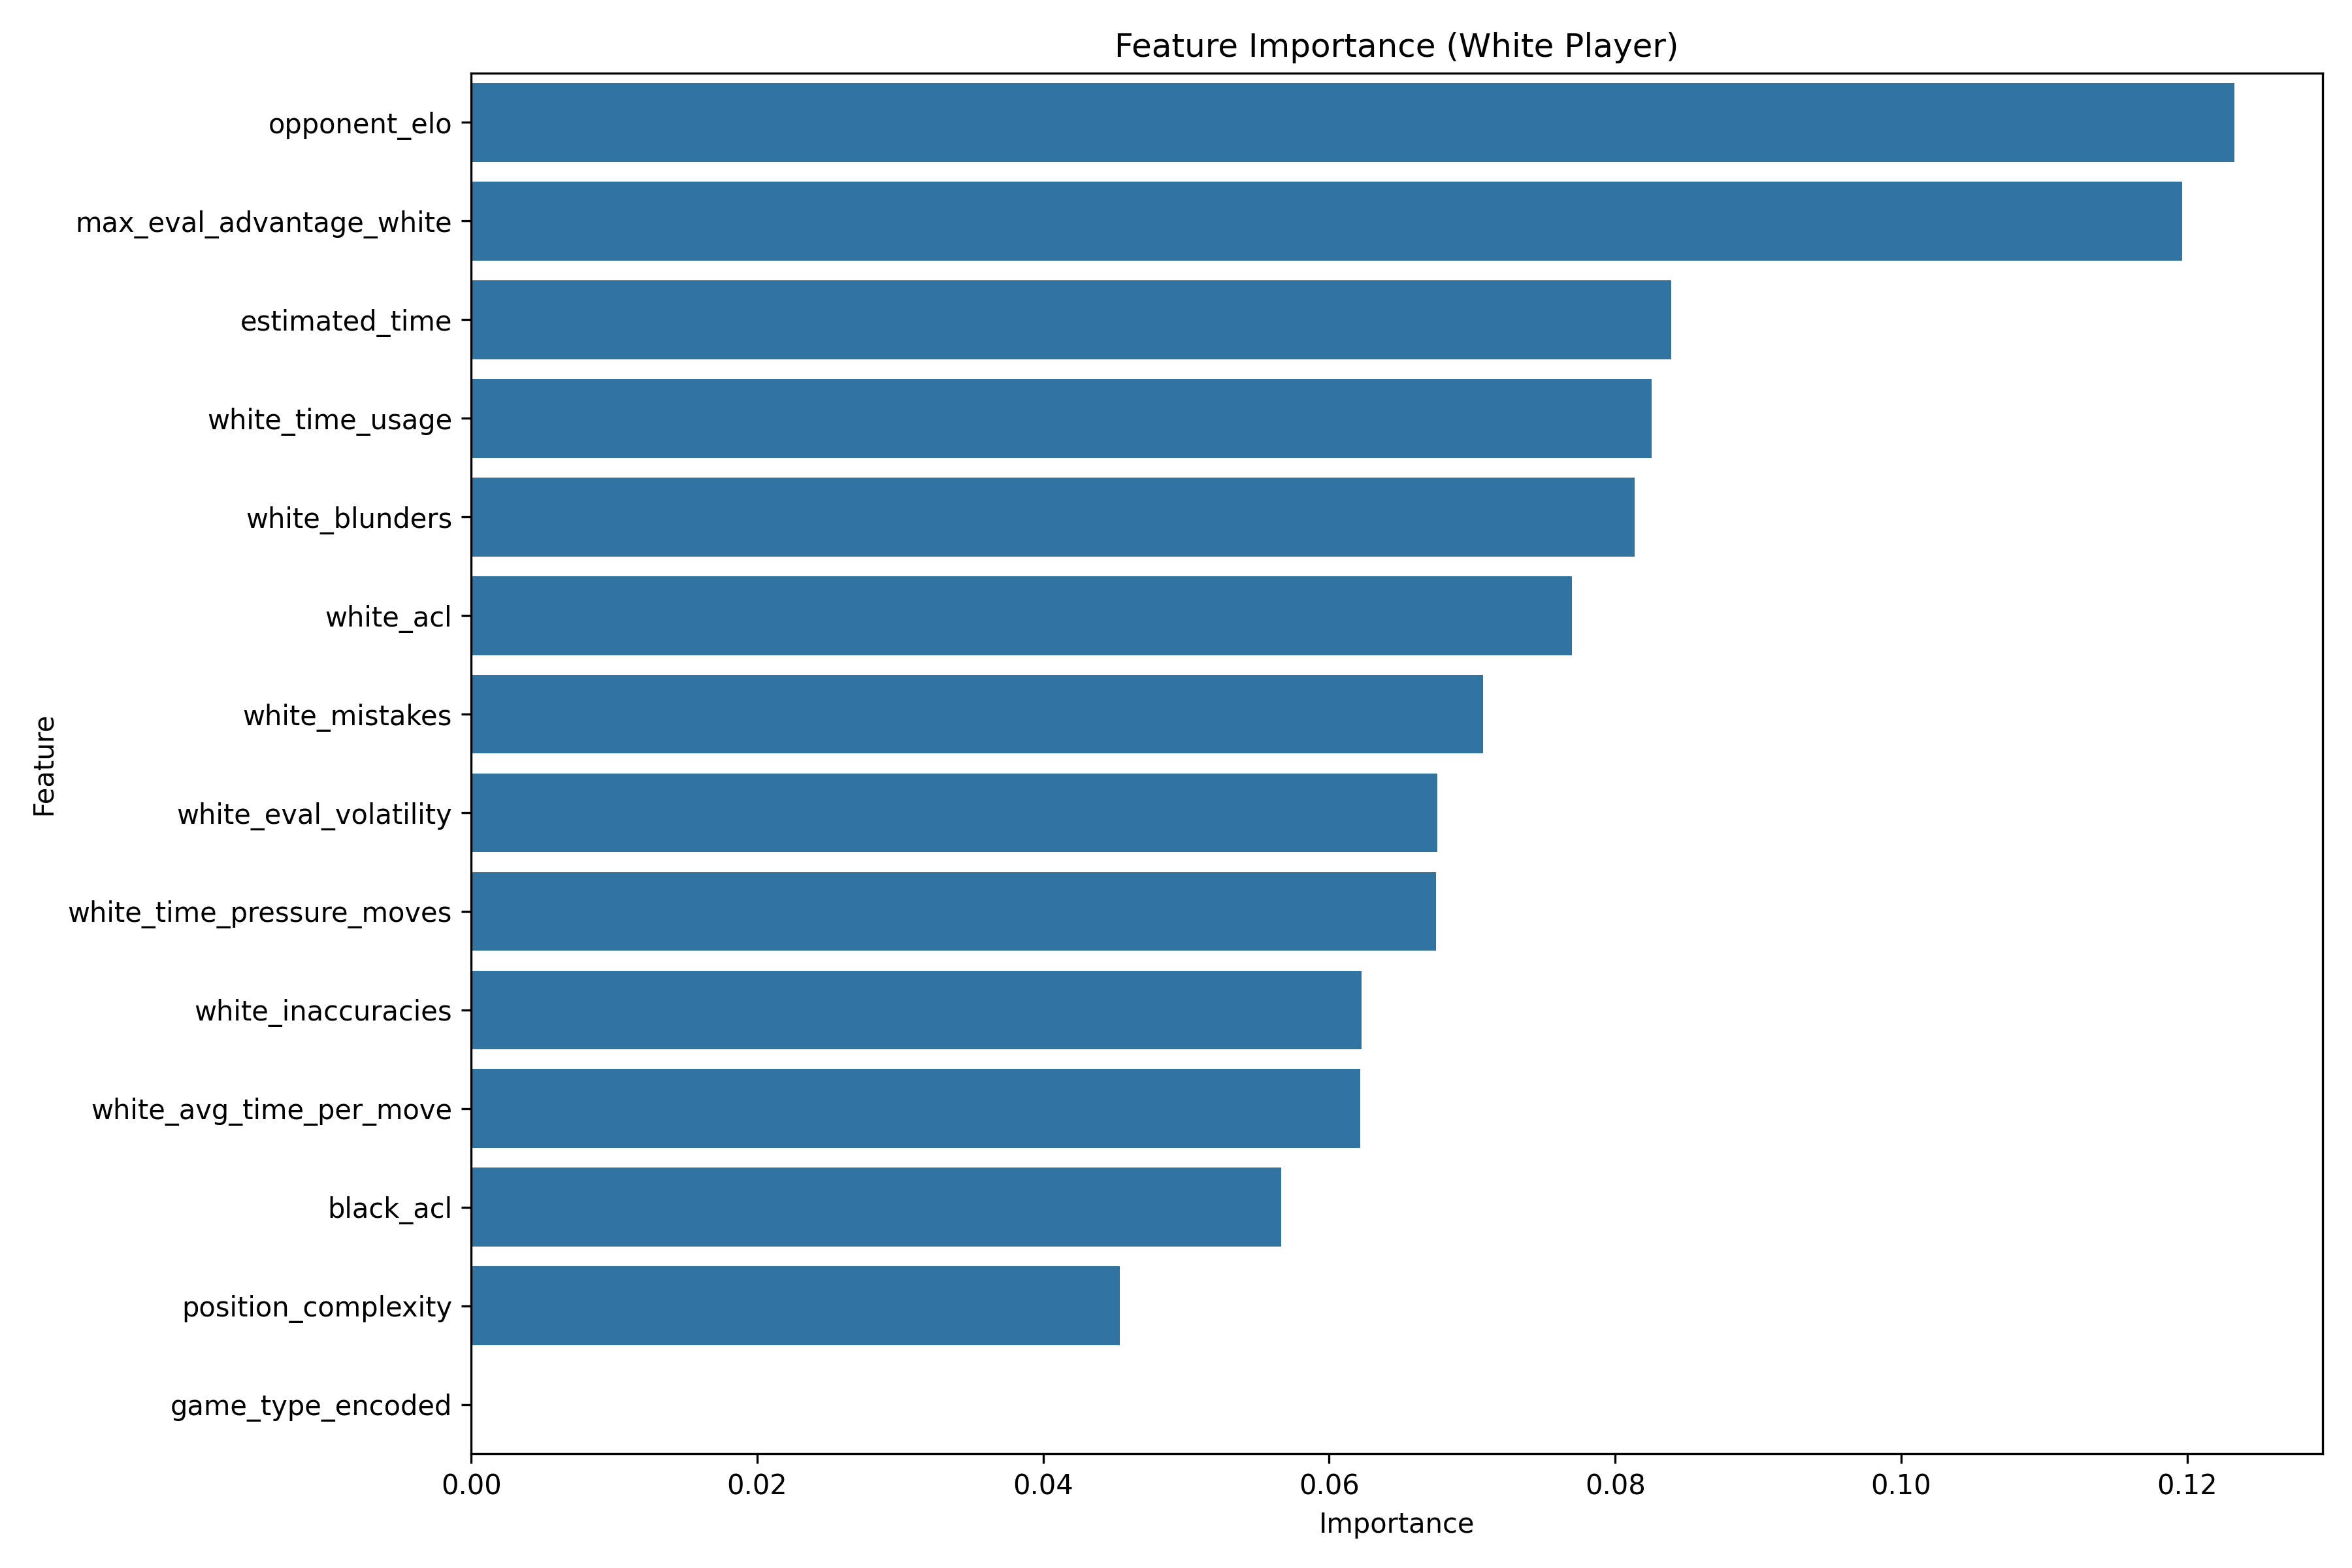 Feature Importance (White Player)
opponent_elo
max_eval_advantage_white
estimated_time
white_time_usage
white_blunders
white_acl
white_mistakes
white_eval_volatility
white_time_pressure_moves
white_inaccuracies
white_avg_time_per_move
black_acl
position_complexity
game_type_encoded
Feature
0.00 0.02 0.04 0.06 0.08 0.10 0.12
Importance